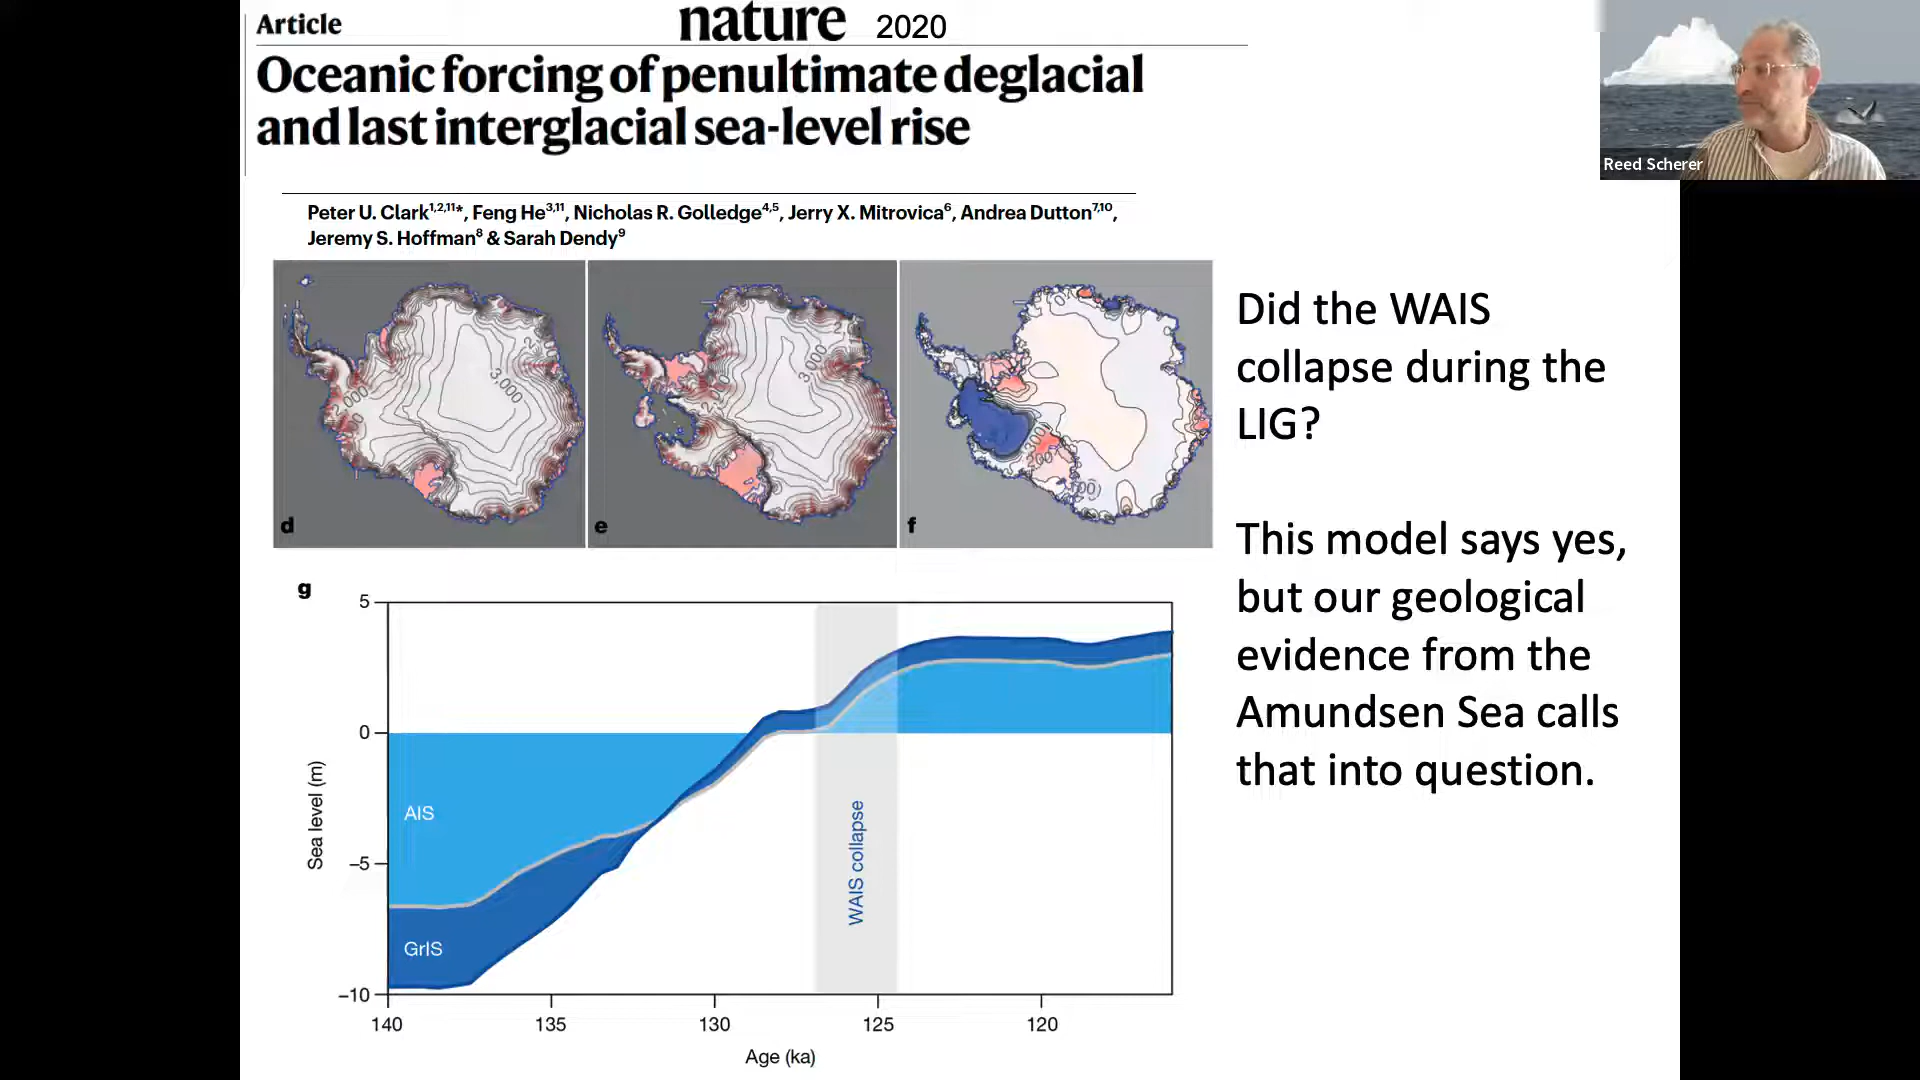 Article
nature 2020
Oceanic forcing of penultimate deglacial
and last interglacial sea-level rise
Reed Scherer
Peter U. Clark1,2,11*, Feng He3,11, Nicholas R. Golledge4,5, Jerry X. Mitrovica6, Andrea Dutton7,10,
Jeremy S. Hoffman8 & Sarah Dendy9
3,000
2,000
d
3,000
e
f
Did the WAIS
collapse during the
LIG?
This model says yes,
but our geological
evidence from the
Amundsen Sea calls
that into question.
g
5
0
−5
−10
Sea level (m)
AIS
GrIS
WAIS collapse
140
135
130
125
120
Age (ka)